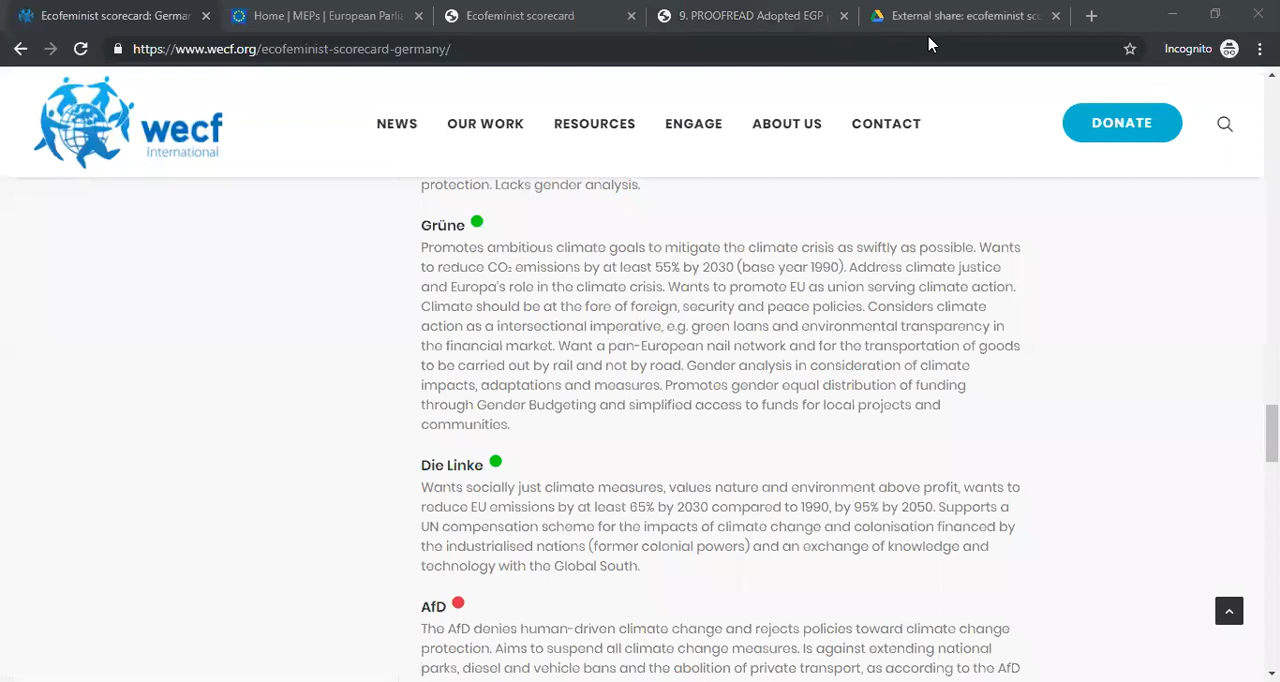 Ecofeminist scorecard: Germar
Home | MEPs | European Parlia
Ecofeminist scorecard
9. PROOFREAD Adopted EGP
External share: ecofeminist sc
https://www.wecf.org/ecofeminist-scorecard-germany/
Incognito
wecf
international
NEWS
OUR WORK
RESOURCES
ENGAGE
ABOUT US
CONTACT
DONATE
protection. Lacks gender analysis.
Grüne
Promotes ambitious climate goals to mitigate the climate crisis as swiftly as possible. Wants
to reduce CO₂ emissions by at least 55% by 2030 (base year 1990). Address climate justice
and Europa's role in the climate crisis. Wants to promote EU as union serving climate action.
Climate should be at the fore of foreign, security and peace policies. Considers climate
action as a intersectional imperative, e.g. green loans and environmental transparency in
the financial market. Want a pan-European nail network and for the transportation of goods
to be carried out by rail and not by road. Gender analysis in consideration of climate
impacts, adaptations and measures. Promotes gender equal distribution of funding
through Gender Budgeting and simplified access to funds for local projects and
communities.
Die Linke
Wants socially just climate measures, values nature and environment above profit, wants to
reduce EU emissions by at least 65% by 2030 compared to 1990, by 95% by 2050. Supports a
UN compensation scheme for the impacts of climate change and colonisation financed by
the industrialised nations (former colonial powers) and an exchange of knowledge and
technology with the Global South.
AfD
The AfD denies human-driven climate change and rejects policies toward climate change
protection. Aims to suspend all climate change measures. Is against extending national
parks, diesel and vehicle bans and the abolition of private transport, as according to the AfD